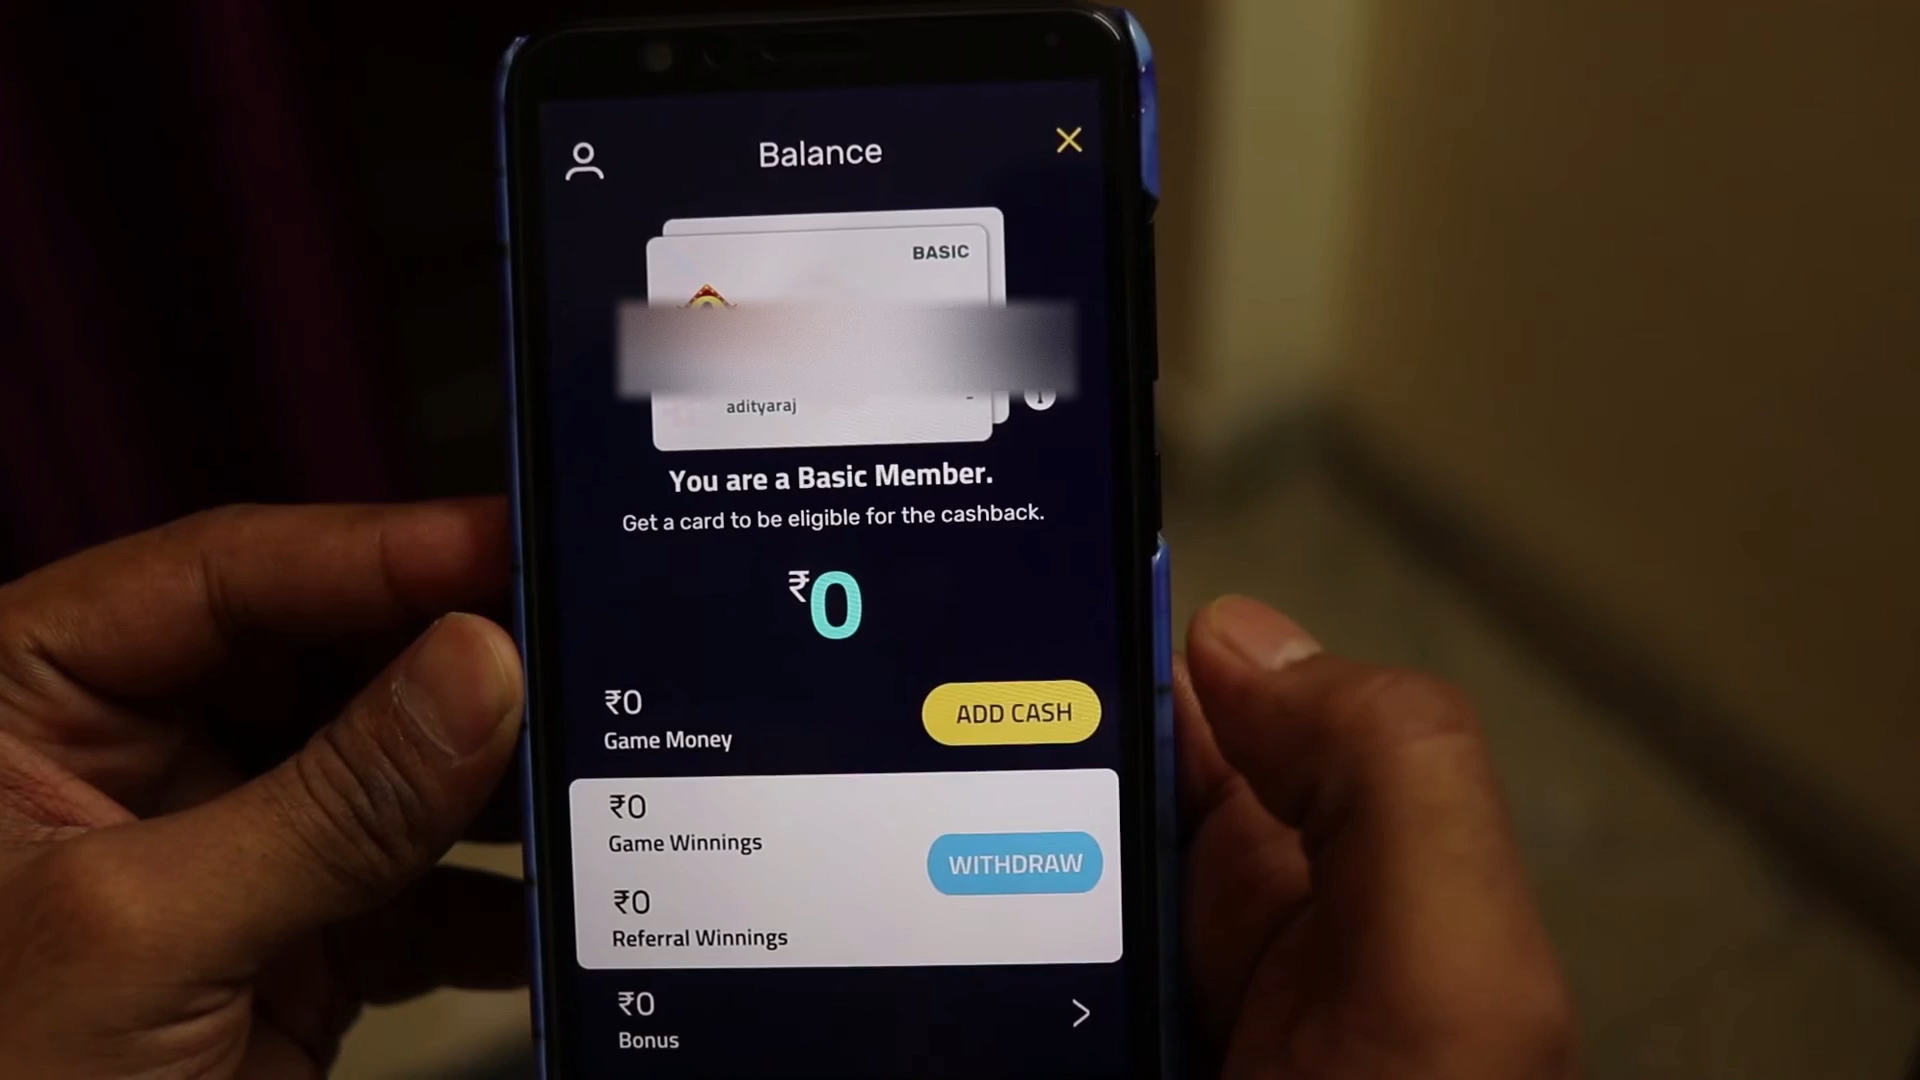 Balance
BASIC
adityaraj
-
You are a Basic Member.
Get a card to be eligible for the cashback.
₹0
₹0
Game Money
ADD CASH
₹0
Game Winnings
WITHDRAW
₹0
Referral Winnings
₹0
Bonus